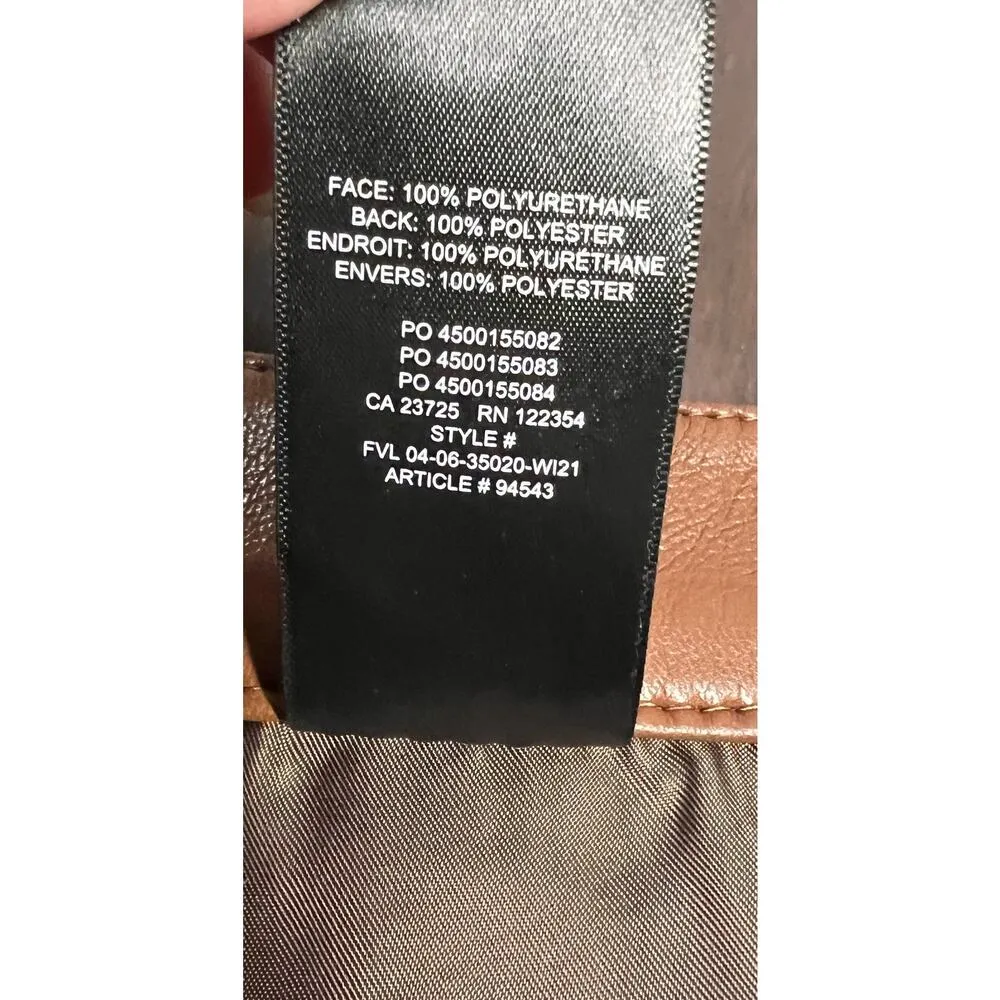 FACE: 100% POLYURETHANE
BACK: 100% POLYESTER
ENDROIT: 100% POLYURETHANE
ENVERS: 100% POLYESTER
PO 4500155082
PO 4500155083
PO 4500155084
CA 23725 RN 122354
STYLE #
FVL 04-06-35020-WI21
ARTICLE # 94543